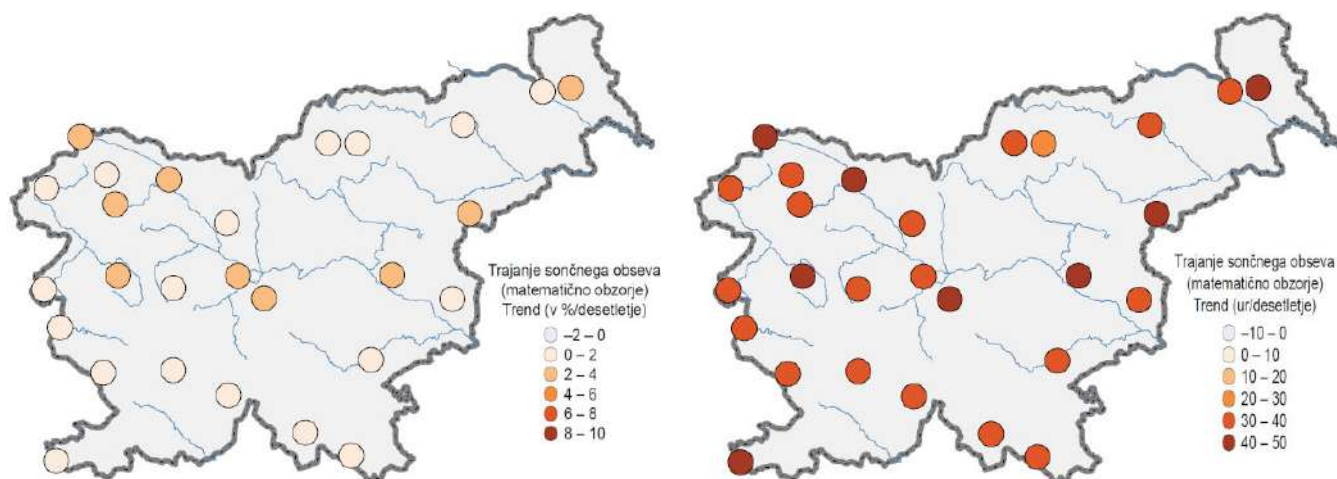 Trajanje sončnega obseva
(matematično obzorje)
Trend (v %/desetletje)
–2 – 0
0 – 2
2 – 4
4 – 6
6 – 8
8 – 10
Trajanje sončnega obseva
(matematično obzorje)
Trend (ur/desetletje)
–10 – 0
0 – 10
10 – 20
20 – 30
30 – 40
40 – 50